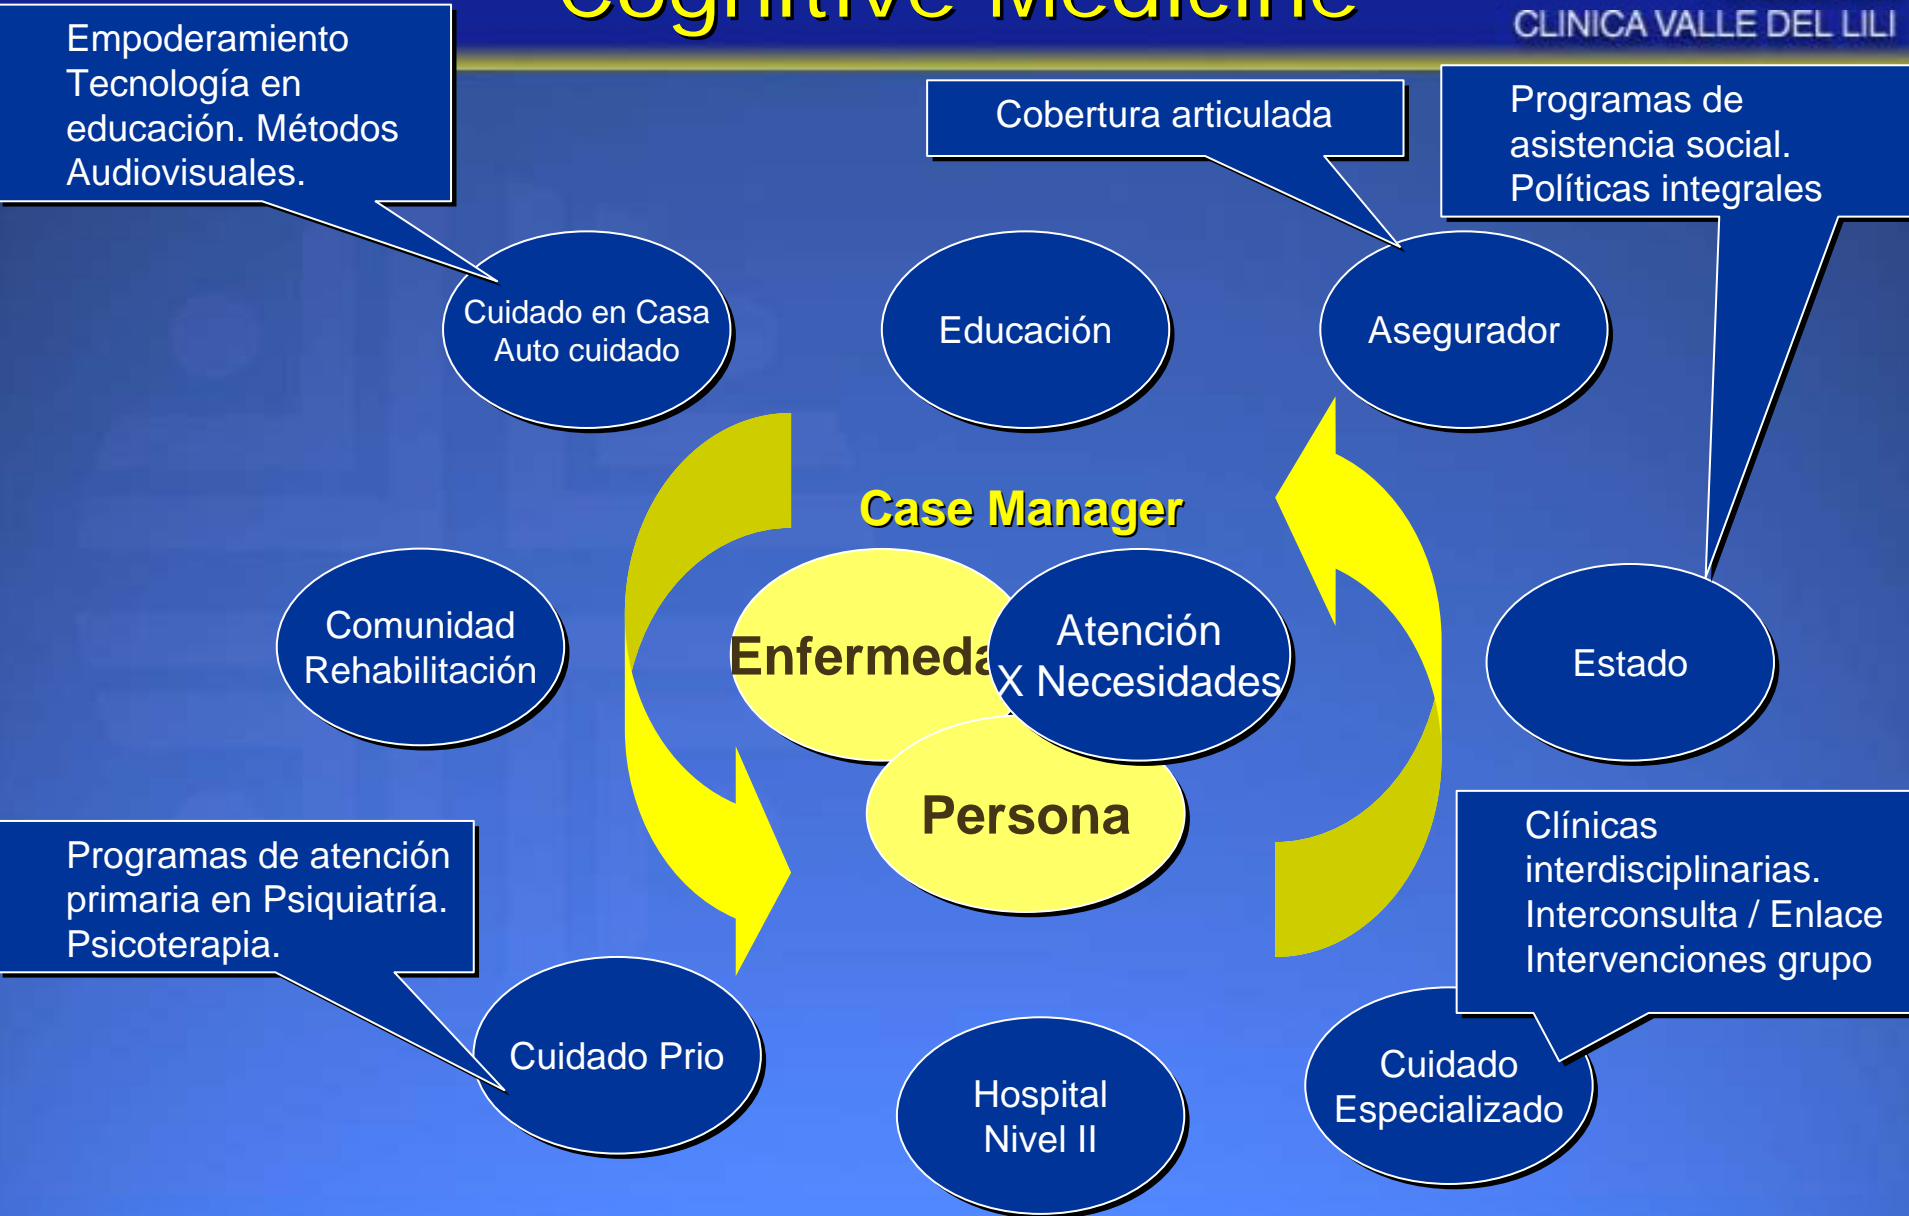 Cognitive Medicine
CLINICA VALLE DEL LILI
Empoderamiento
Tecnología en
educación. Métodos
Audiovisuales.
Cobertura articulada
Programas de
asistencia social.
Políticas integrales
Cuidado en Casa
Auto cuidado
Educación
Asegurador
Case Manager
Comunidad
Rehabilitación
Enfermeda
Atención
X Necesidades
Estado
Persona
Programas de atención
primaria en Psiquiatría.
Psicoterapia.
Clínicas
interdisciplinarias.
Interconsulta / Enlace
Intervenciones grupo
Cuidado Prio
Hospital
Nivel II
Cuidado
Especializado